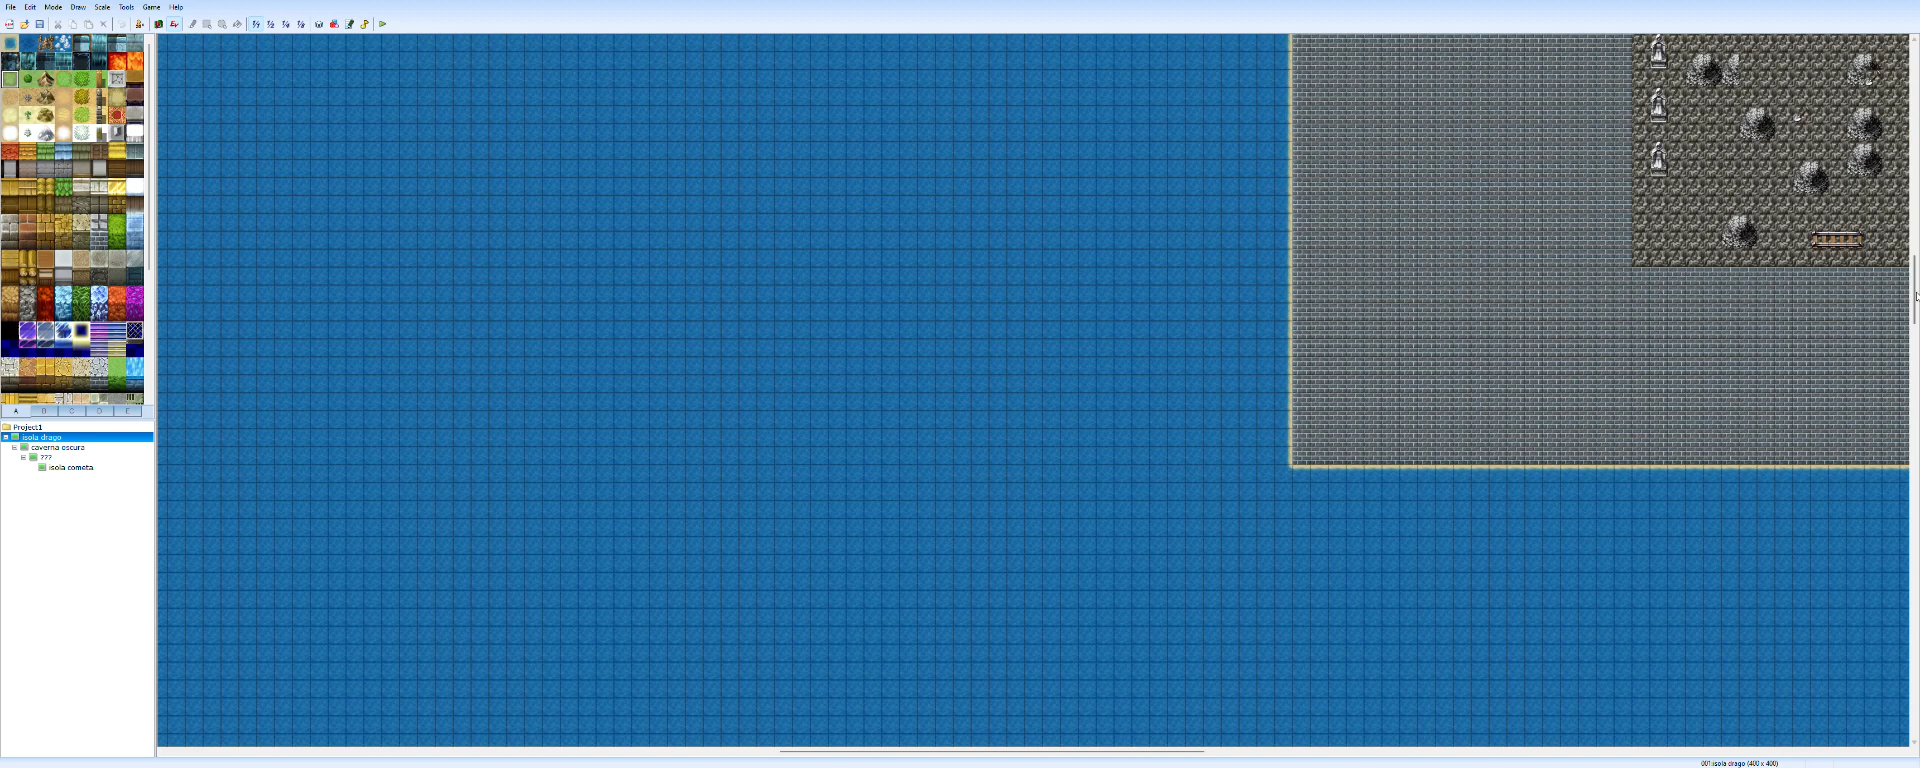 File Edit Mode Draw Scale Tools Game Help
A B C D E
Project1
isola drago
caverna oscura
???
isola cometa
001:isola drago (400 x 400)